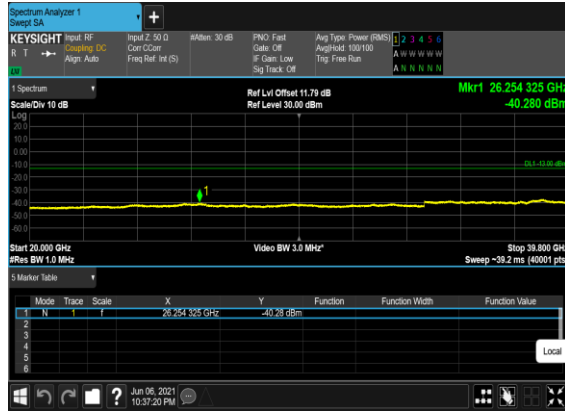 Spectrum Analyzer 1
Swept SA
+
KEYSIGHT Input: RF Input Z: 50 Ω #Atten: 30 dB PNO: Fast Avg Type: Power (RMS) 1 2 3 4 5 6
R T Coupling: DC Corr CCorr Gate: Off Avg|Hold: 100/100 A W W W W W
Align: Auto Freq Ref: Int (S) IF Gain: Low Trig: Free Run
Sig Track: Off A N N N N N
1 Spectrum Ref Lvl Offset 11.79 dB Mkr1 26.254 325 GHz
Scale/Div 10 dB Ref Level 30.00 dBm -40.280 dBm
Log
20.0
10.0
0.00
-10.0 DL1 -13.00 dBm
-20.0
-30.0 1
-40.0
-50.0
-60.0
Start 20.000 GHz Video BW 3.0 MHz* Stop 39.800 GHz
#Res BW 1.0 MHz Sweep ~39.2 ms (40001 pts)
5 Marker Table
Mode Trace Scale X Y Function Function Width Function Value
1 N 1 f 26.254 325 GHz -40.28 dBm
2
3
4
5
6
Local
? Jun 06, 2021
10:37:20 PM